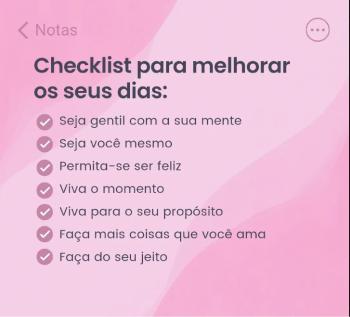 Notas
Checklist para melhorar
os seus dias:
Seja gentil com a sua mente
Seja você mesmo
Permita-se ser feliz
Viva o momento
Viva para o seu propósito
Faça mais coisas que você ama
Faça do seu jeito